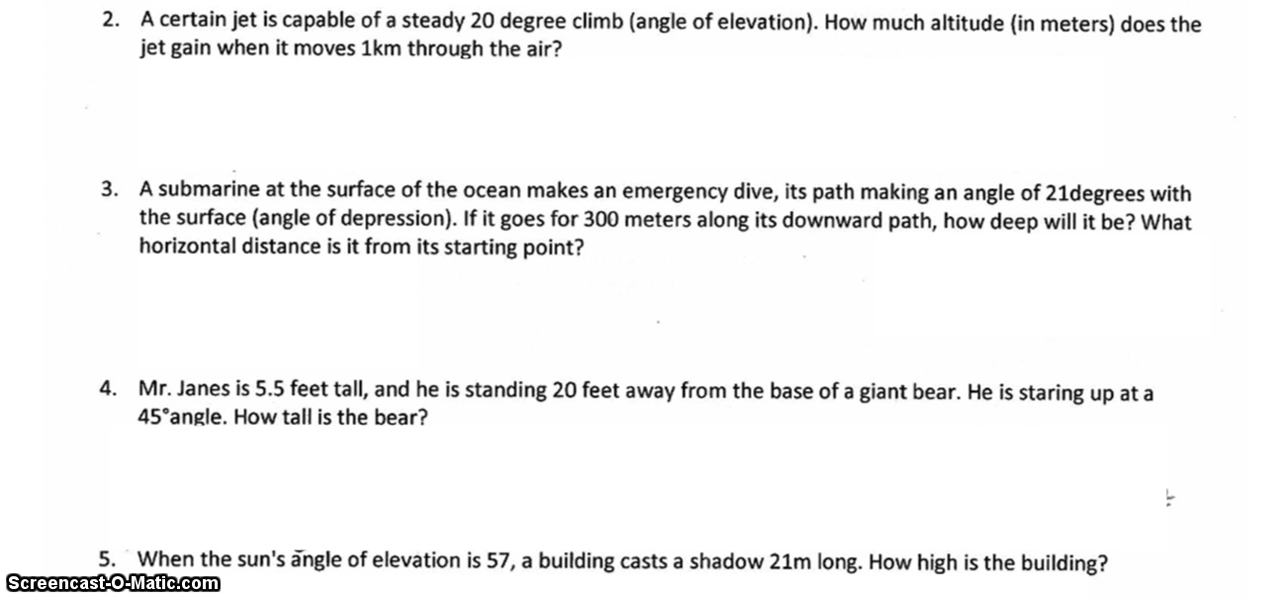 2. A certain jet is capable of a steady 20 degree climb (angle of elevation). How much altitude (in meters) does the
jet gain when it moves 1km through the air?
3. A submarine at the surface of the ocean makes an emergency dive, its path making an angle of 21degrees with
the surface (angle of depression). If it goes for 300 meters along its downward path, how deep will it be? What
horizontal distance is it from its starting point?
4. Mr. Janes is 5.5 feet tall, and he is standing 20 feet away from the base of a giant bear. He is staring up at a
45°angle. How tall is the bear?
5. When the sun's angle of elevation is 57, a building casts a shadow 21m long. How high is the building?
Screencast-O-Matic.com